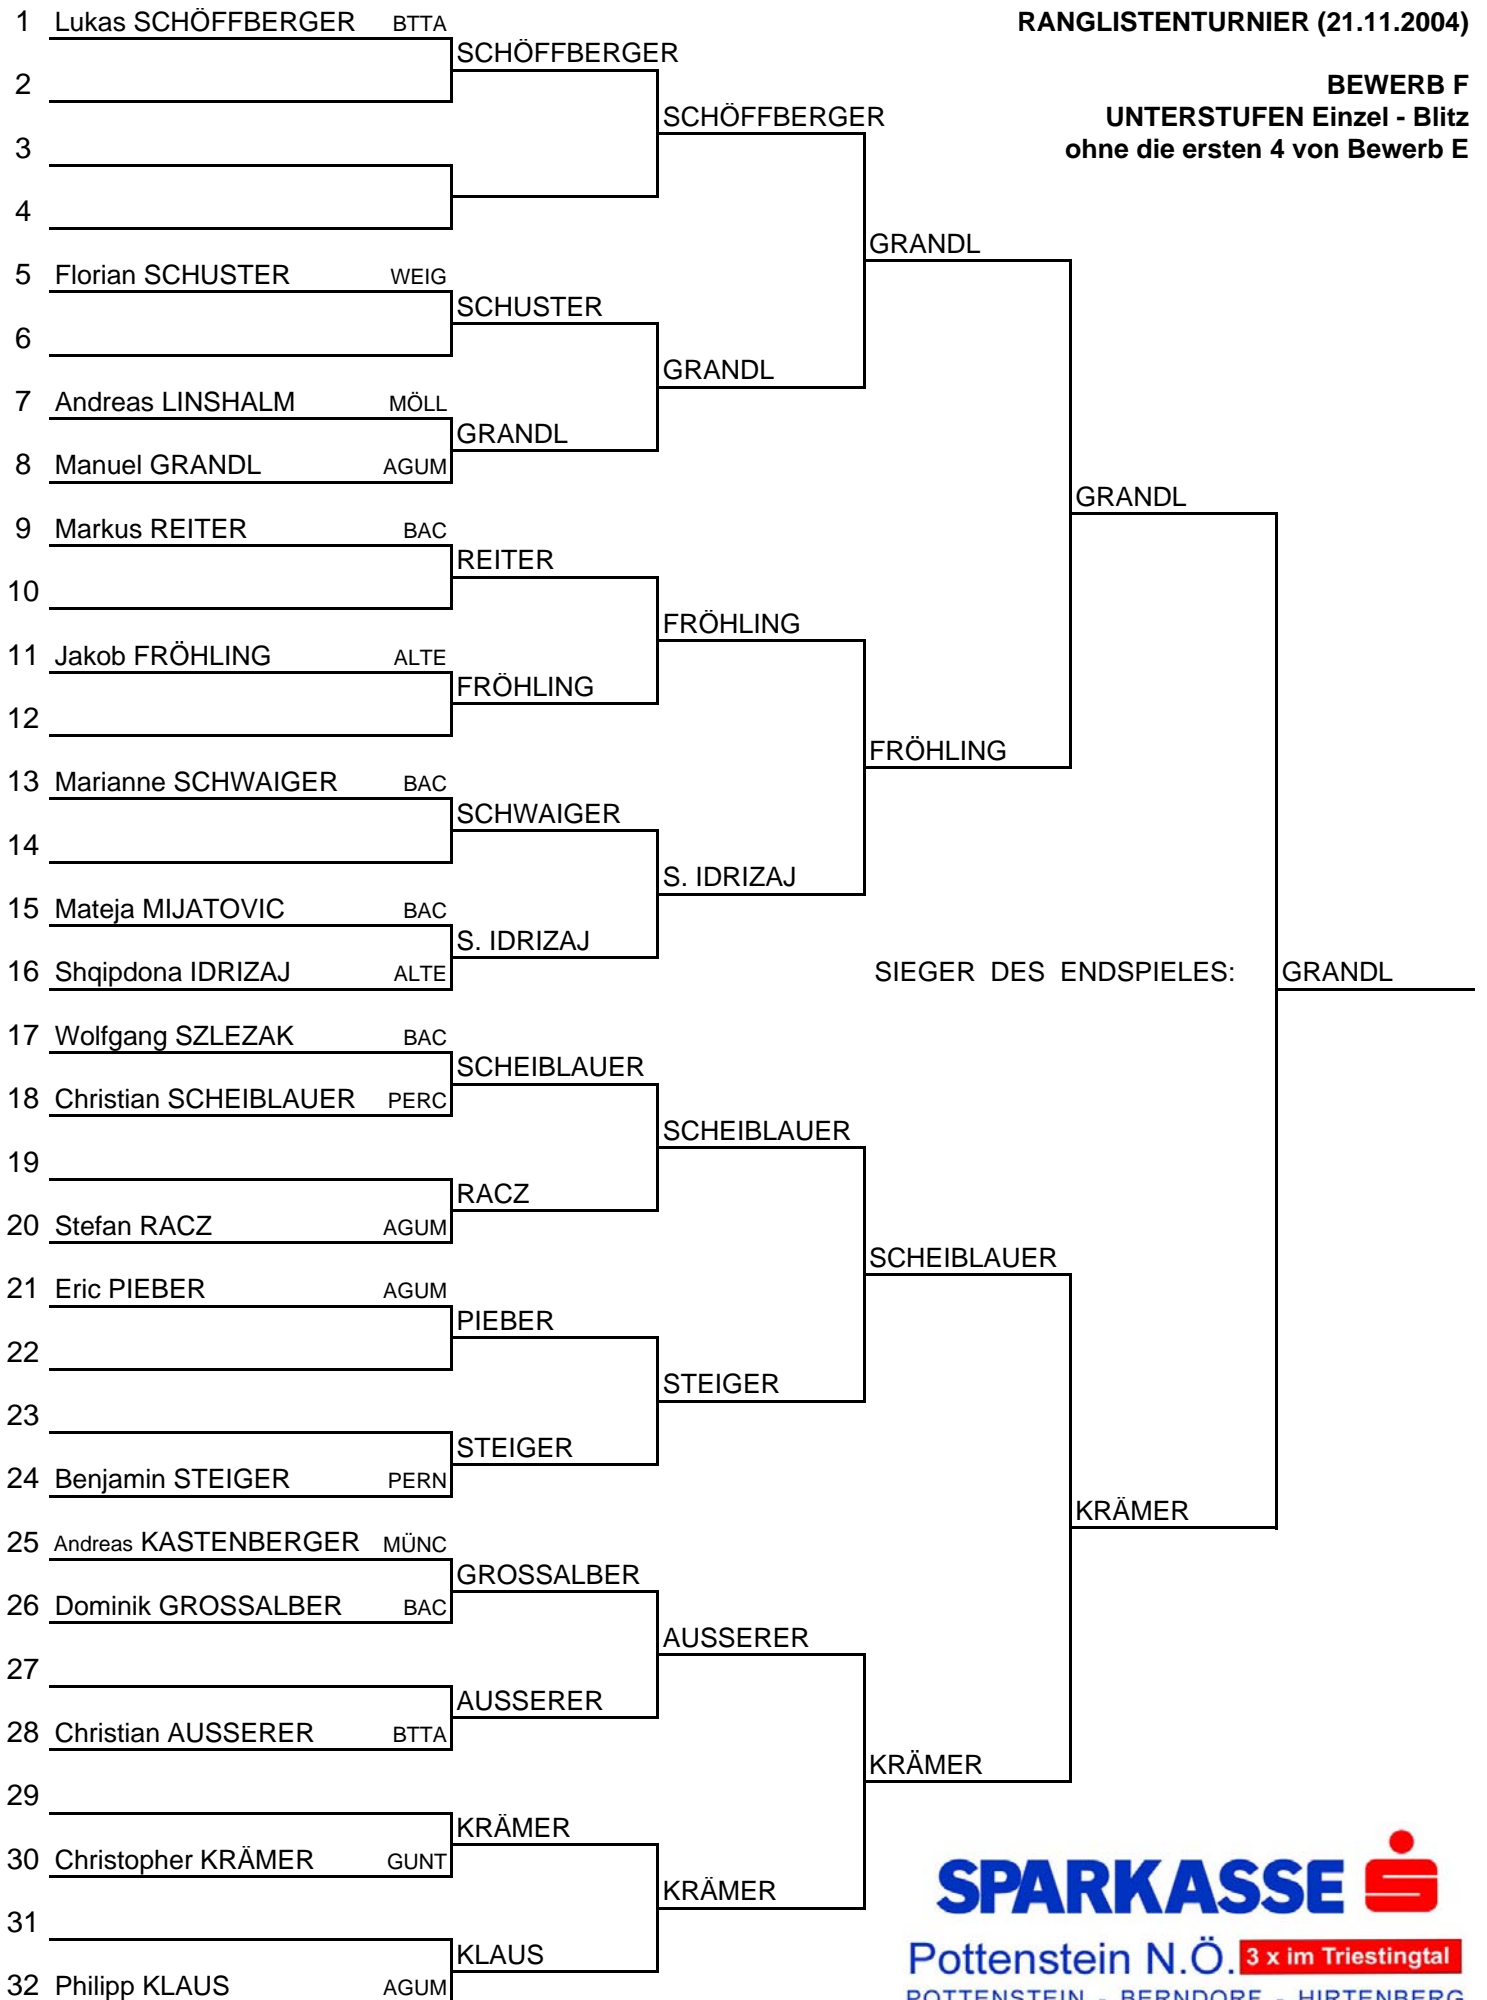 RANGLISTENTURNIER (21.11.2004)
BEWERB F
UNTERSTUFEN Einzel - Blitz
ohne die ersten 4 von Bewerb E
1 Lukas SCHÖFFBERGER BTTA
SCHÖFFBERGER
2
SCHÖFFBERGER
3
4
GRANDL
5 Florian SCHUSTER WEIG
SCHUSTER
6
GRANDL
7 Andreas LINSHALM MÖLL
GRANDL
8 Manuel GRANDL AGUM
GRANDL
9 Markus REITER BAC
REITER
10
FRÖHLING
11 Jakob FRÖHLING ALTE
FRÖHLING
12
FRÖHLING
13 Marianne SCHWAIGER BAC
SCHWAIGER
14
S. IDRIZAJ
15 Mateja MIJATOVIC BAC
S. IDRIZAJ
16 Shqipdona IDRIZAJ ALTE
SIEGER DES ENDSPIELES: GRANDL
17 Wolfgang SZLEZAK BAC
SCHEIBLAUER
18 Christian SCHEIBLAUER PERC
SCHEIBLAUER
19
RACZ
20 Stefan RACZ AGUM
SCHEIBLAUER
21 Eric PIEBER AGUM
PIEBER
22
STEIGER
23
STEIGER
24 Benjamin STEIGER PERN
KRÄMER
25 Andreas KASTENBERGER MÜNC
GROSSALBER
26 Dominik GROSSALBER BAC
AUSSERER
27
AUSSERER
28 Christian AUSSERER BTTA
KRÄMER
29
KRÄMER
30 Christopher KRÄMER GUNT
KRÄMER
31
KLAUS
32 Philipp KLAUS AGUM
SPARKASSE
Pottenstein N.Ö. 3 x im Triestingtal
POTTENSTEIN - BERNDORF - HIRTENBERG